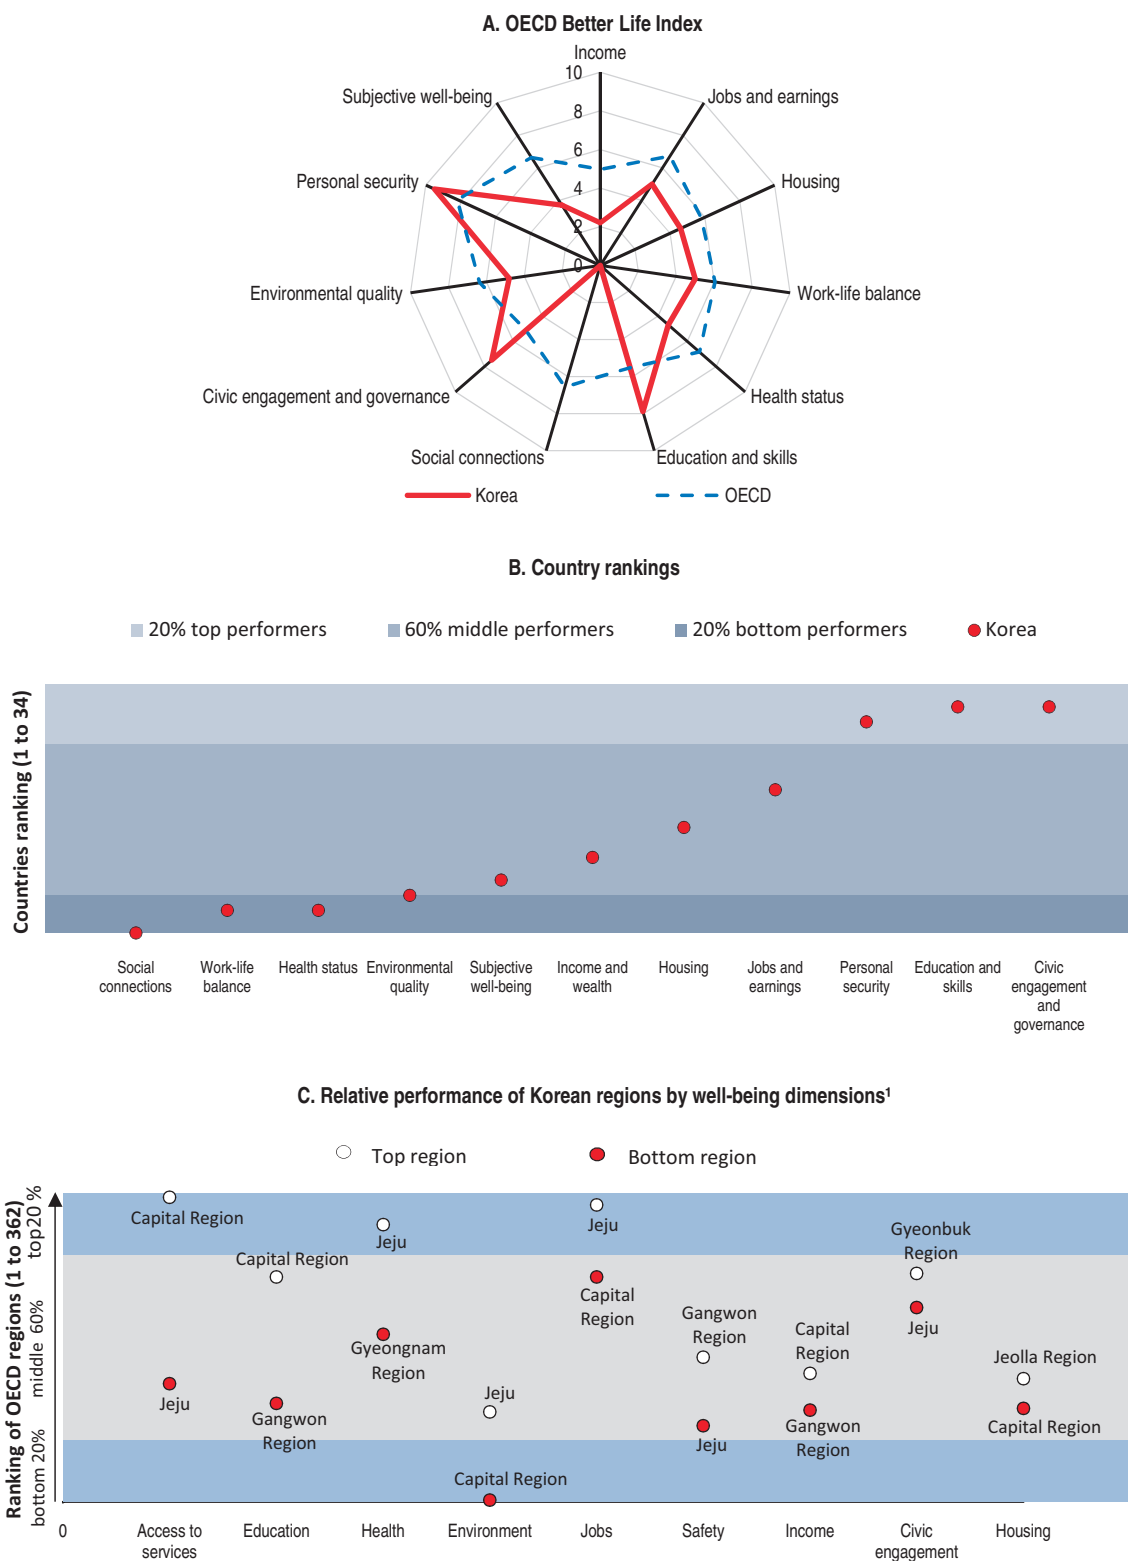 A. OECD Better Life Index
Income
10
Subjective well-being
Jobs and earnings
8
6
Personal security
Housing
4
2
0
Environmental quality
Work-life balance
Civic engagement and governance
Health status
Social connections
Education and skills
Korea
OECD
B. Country rankings
20% top performers
60% middle performers
20% bottom performers
Korea
Countries ranking (1 to 34)
Social
connections
Work-life
balance
Health status
Environmental
quality
Subjective
well-being
Income and
wealth
Housing
Jobs and
earnings
Personal
security
Education and
skills
Civic
engagement
and
governance
C. Relative performance of Korean regions by well-being dimensions¹
Top region
Bottom region
Ranking of OECD regions (1 to 362)
bottom 20%
middle 60%
top20 %
Capital Region
Jeju
Capital Region
Gangwon
Region
Jeju
Gyeongnam
Region
Jeju
Capital Region
Jeju
Capital
Region
Gangwon
Region
Jeju
Capital
Region
Gangwon
Region
Gyeonbuk
Region
Jeju
Jeolla Region
Capital Region
0
Access to
services
Education
Health
Environment
Jobs
Safety
Income
Civic
engagement
Housing